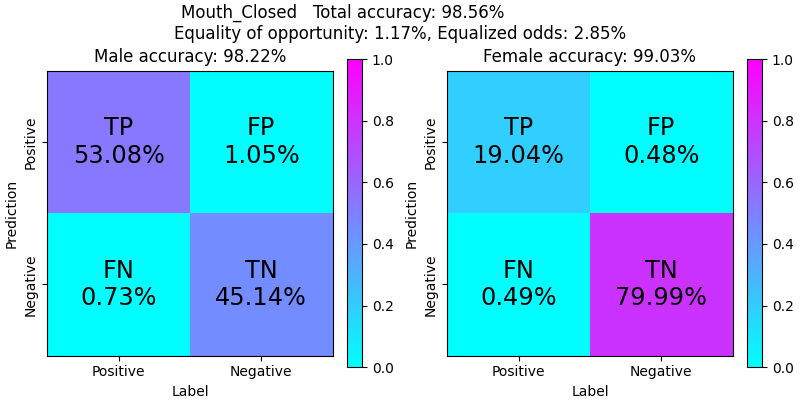 Mouth_Closed   Total accuracy: 98.56%
Equality of opportunity: 1.17%, Equalized odds: 2.85%
Male accuracy: 98.22%
TP
53.08%
FP
1.05%
FN
0.73%
TN
45.14%
Positive
Negative
Prediction
Positive
Negative
Label
1.0
0.8
0.6
0.4
0.2
0.0
Female accuracy: 99.03%
TP
19.04%
FP
0.48%
FN
0.49%
TN
79.99%
Positive
Negative
Prediction
Positive
Negative
Label
1.0
0.8
0.6
0.4
0.2
0.0